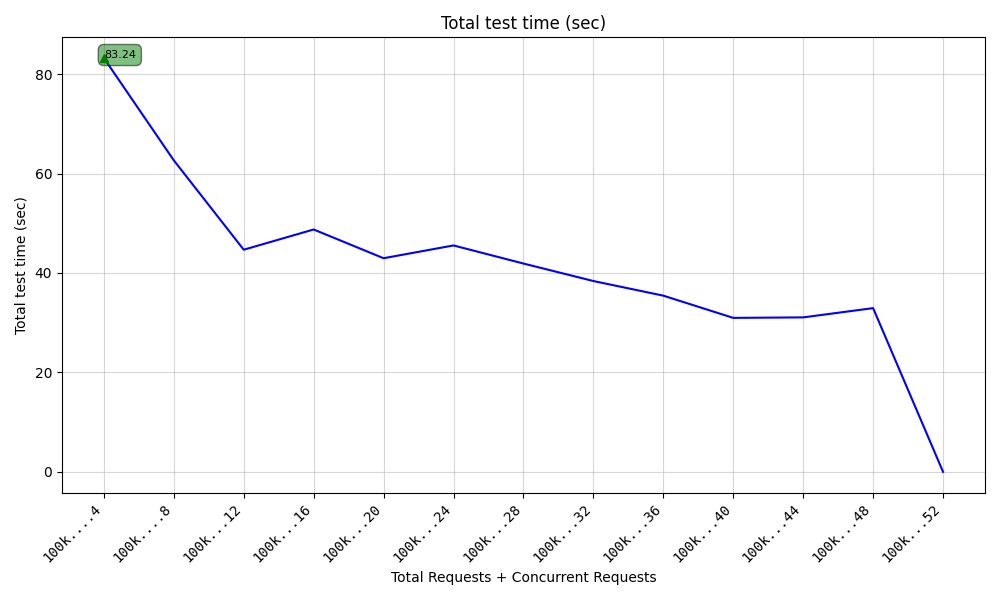 Total test time (sec)
83.24
80
60
40
20
0
Total test time (sec)
100k....4
100k....8
100k...12
100k...16
100k...20
100k...24
100k...28
100k...32
100k...36
100k...40
100k...44
100k...48
100k...52
Total Requests + Concurrent Requests